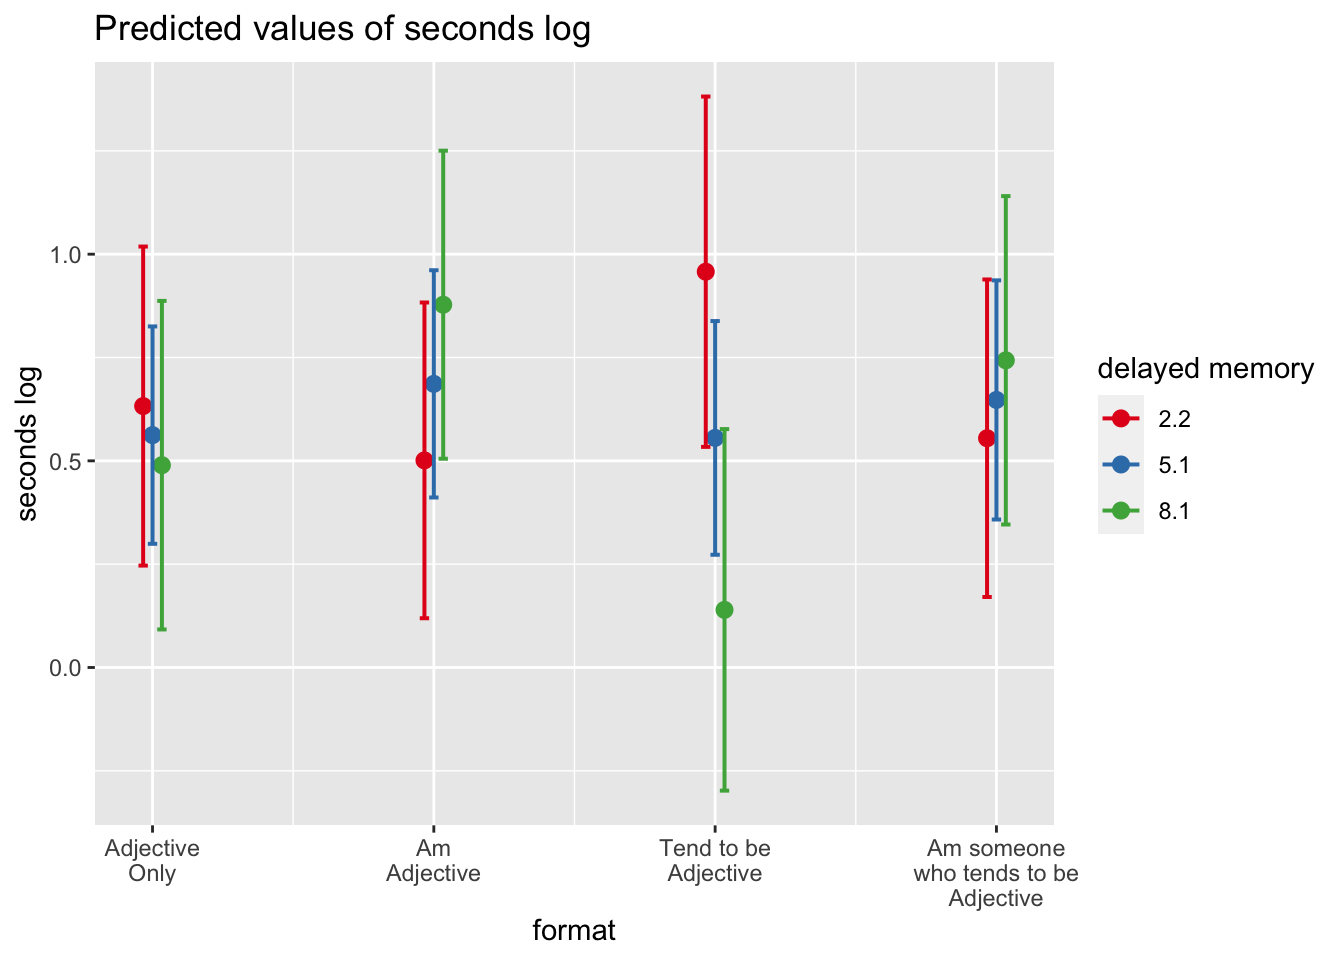 Predicted values of seconds log
1.0
0.5
0.0
seconds log
Adjective
Only
Am
Adjective
Tend to be
Adjective
Am someone
who tends to be
Adjective
format
delayed memory
2.2
5.1
8.1